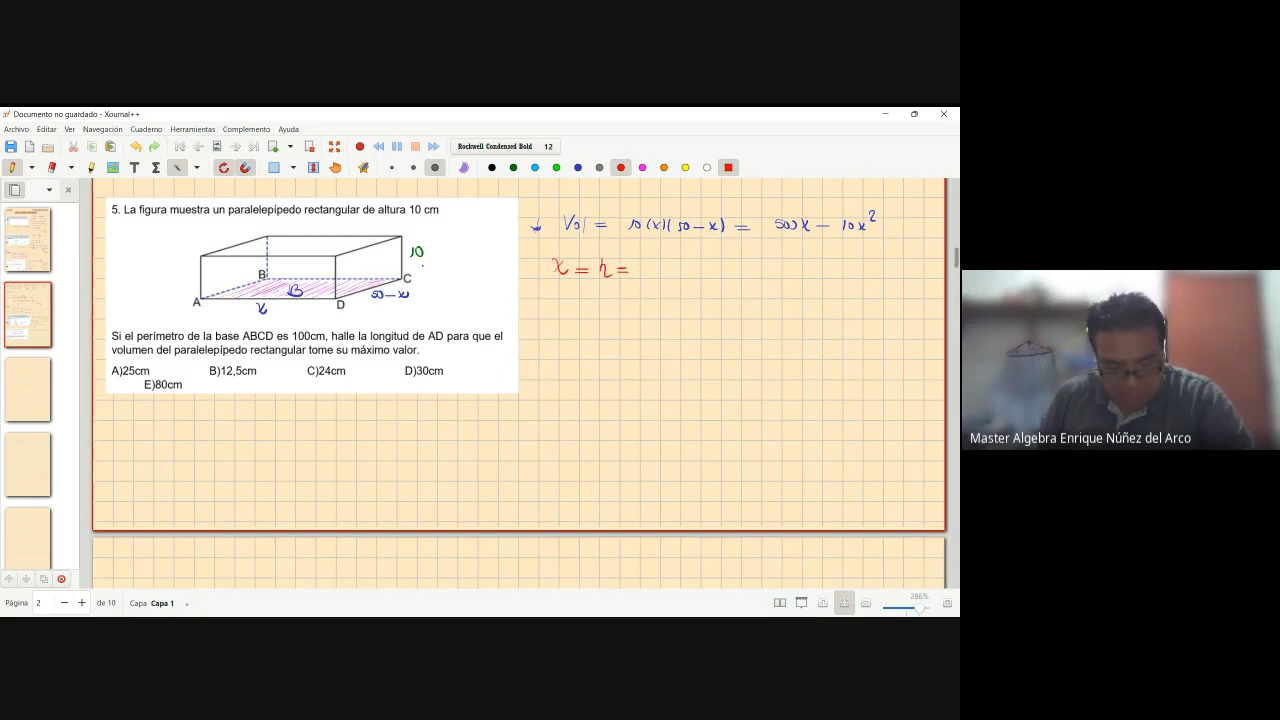 Documento no guardado - Xournal++
Archivo Editar Ver Navegación Cuaderno Herramientas Complemento Ayuda
Rockwell Condensed Bold 12
5. La figura muestra un paralelepípedo rectangular de altura 10 cm
Vol = 10(x)(50-x) = 500x - 10x²
10
x = h =
B
C
A
B
D
50-x
x
Si el perímetro de la base ABCD es 100cm, halle la longitud de AD para que el
volumen del paralelepípedo rectangular tome su máximo valor.
A)25cm B)12,5cm C)24cm D)30cm
E)80cm
Master Algebra Enrique Núñez del Arco
Página 2 de 10 Capa Capa 1
286%